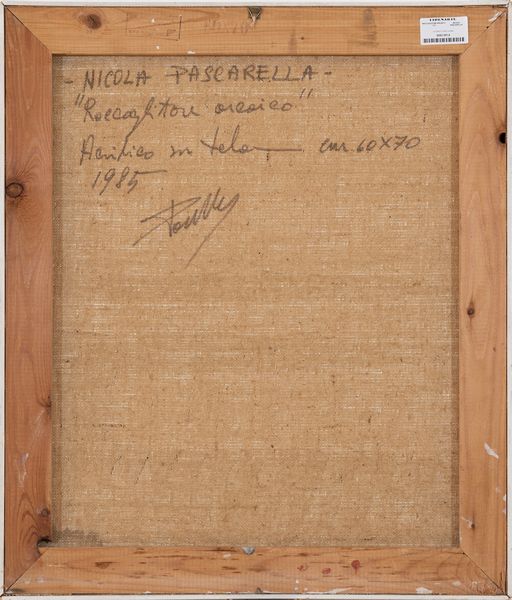 - NICOLA PASCARELLA -
"Raccoglitore arcaico"
Acrilico su tela — cm 60X70
1985